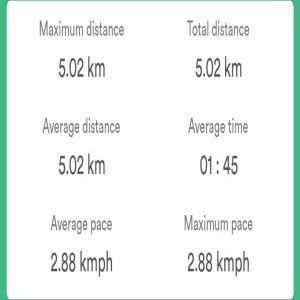 Maximum distance Total distance
5.02 km 5.02 km
Average distance Average time
5.02 km 01 : 45
Average pace Maximum pace
2.88 kmph 2.88 kmph